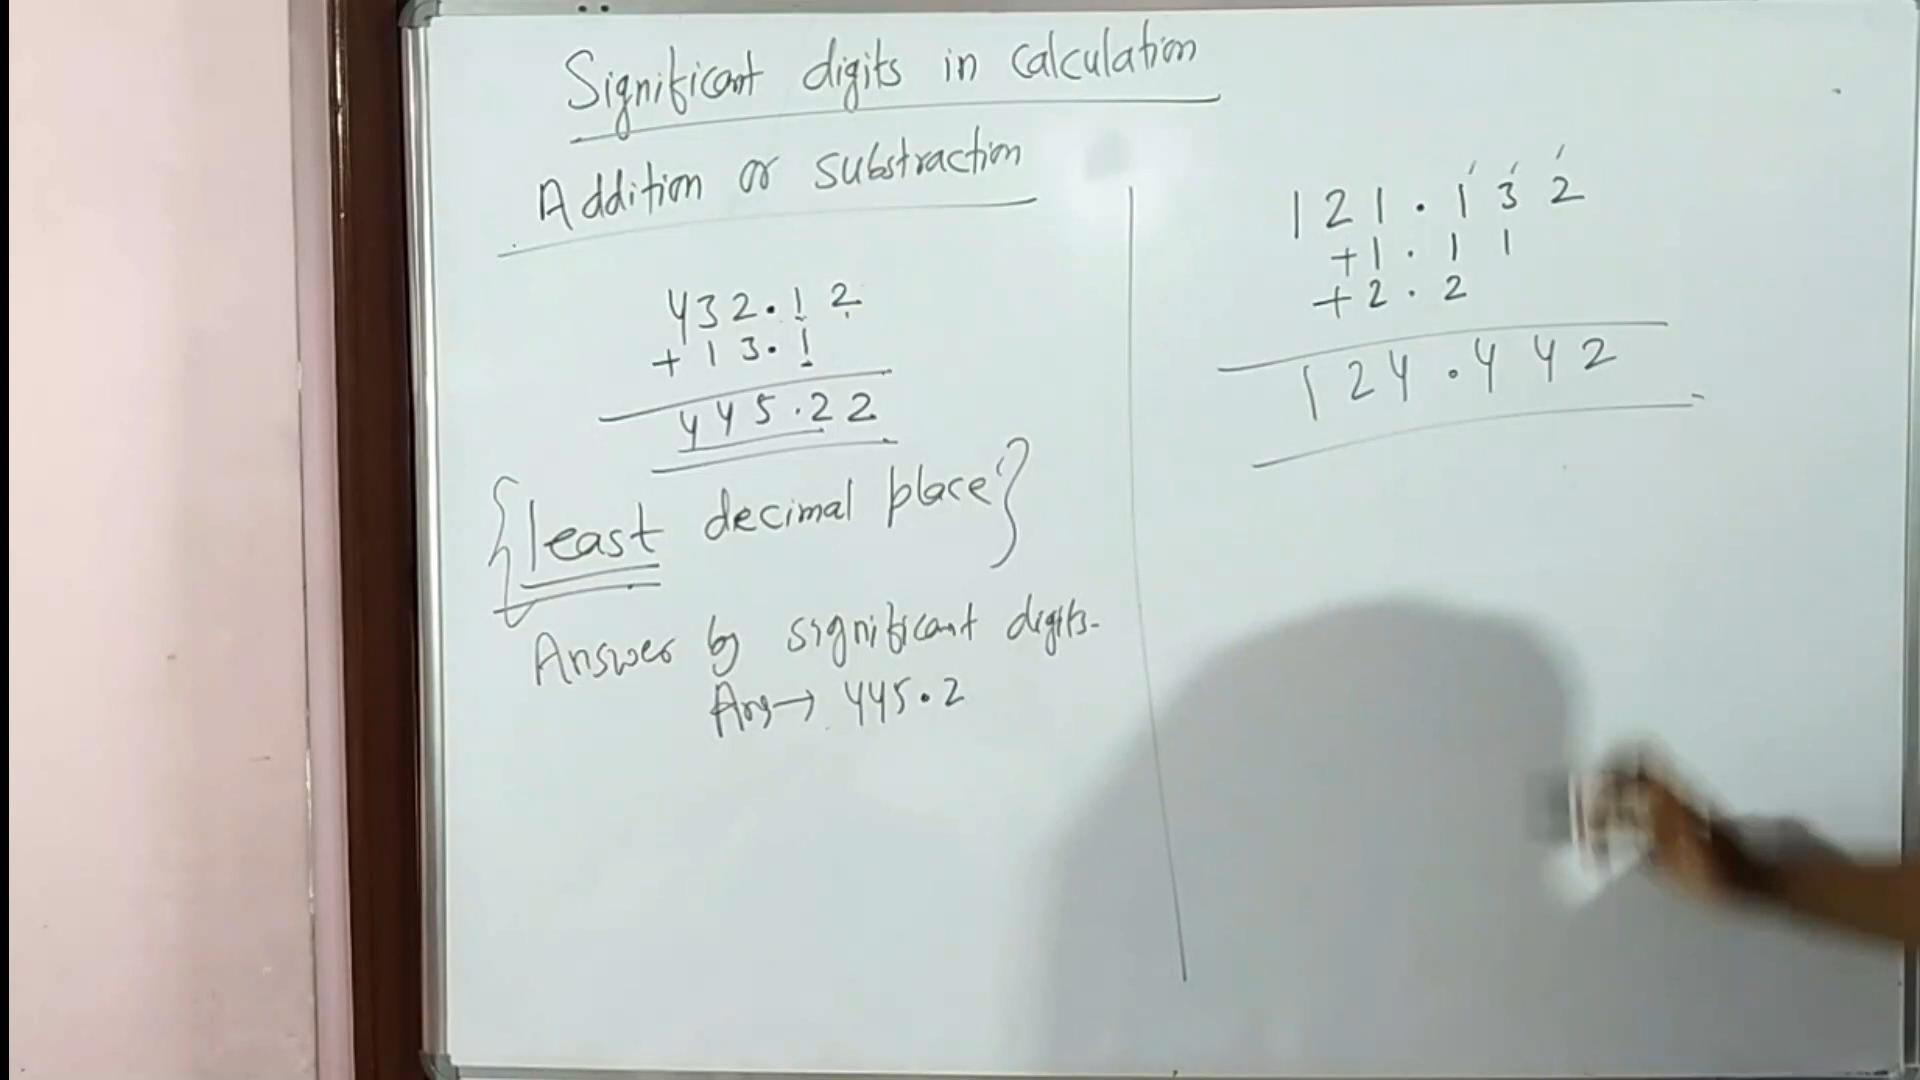 Significant digits in calculation
Addition or substraction
432.12
+ 13.1
445.22
{least decimal place}
Answer by significant digits.
Ans→ 445.2
121.132
+1.11
+2.2
124.442